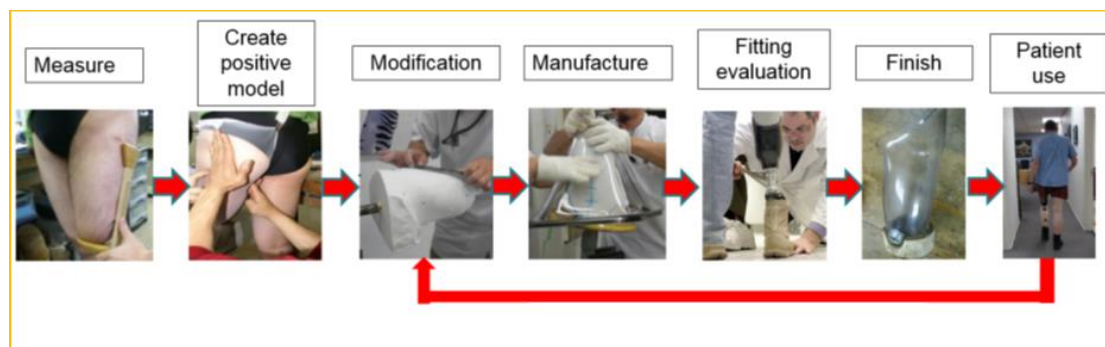 Measure
Create
positive
model
Modification
Manufacture
Fitting
evaluation
Finish
Patient
use